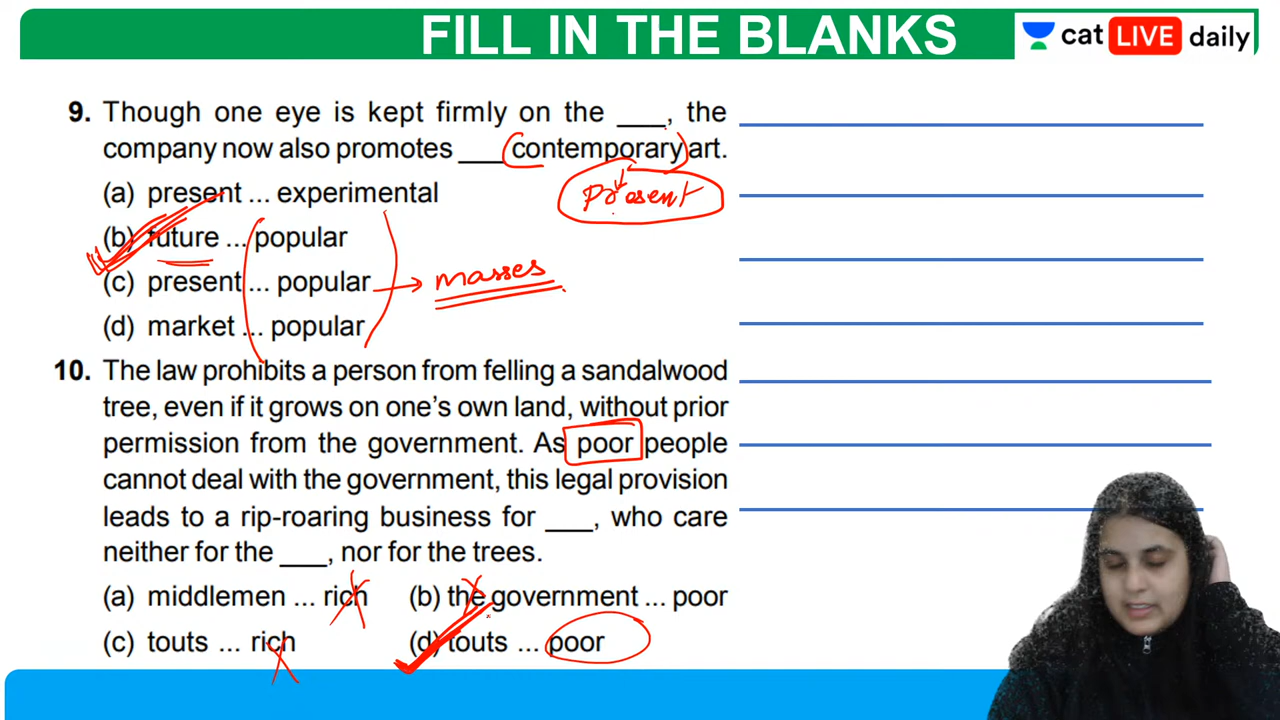 FILL IN THE BLANKS
cat LIVE daily
9. Though one eye is kept firmly on the ___, the
company now also promotes ___ contemporary art.
(a) present ... experimental
Present
(b) future ... popular
(c) present ... popular
masses
(d) market ... popular
10. The law prohibits a person from felling a sandalwood
tree, even if it grows on one's own land, without prior
permission from the government. As poor people
cannot deal with the government, this legal provision
leads to a rip-roaring business for ___, who care
neither for the ___, nor for the trees.
(a) middlemen ... rich (b) the government ... poor
(c) touts ... rich (d) touts ... poor